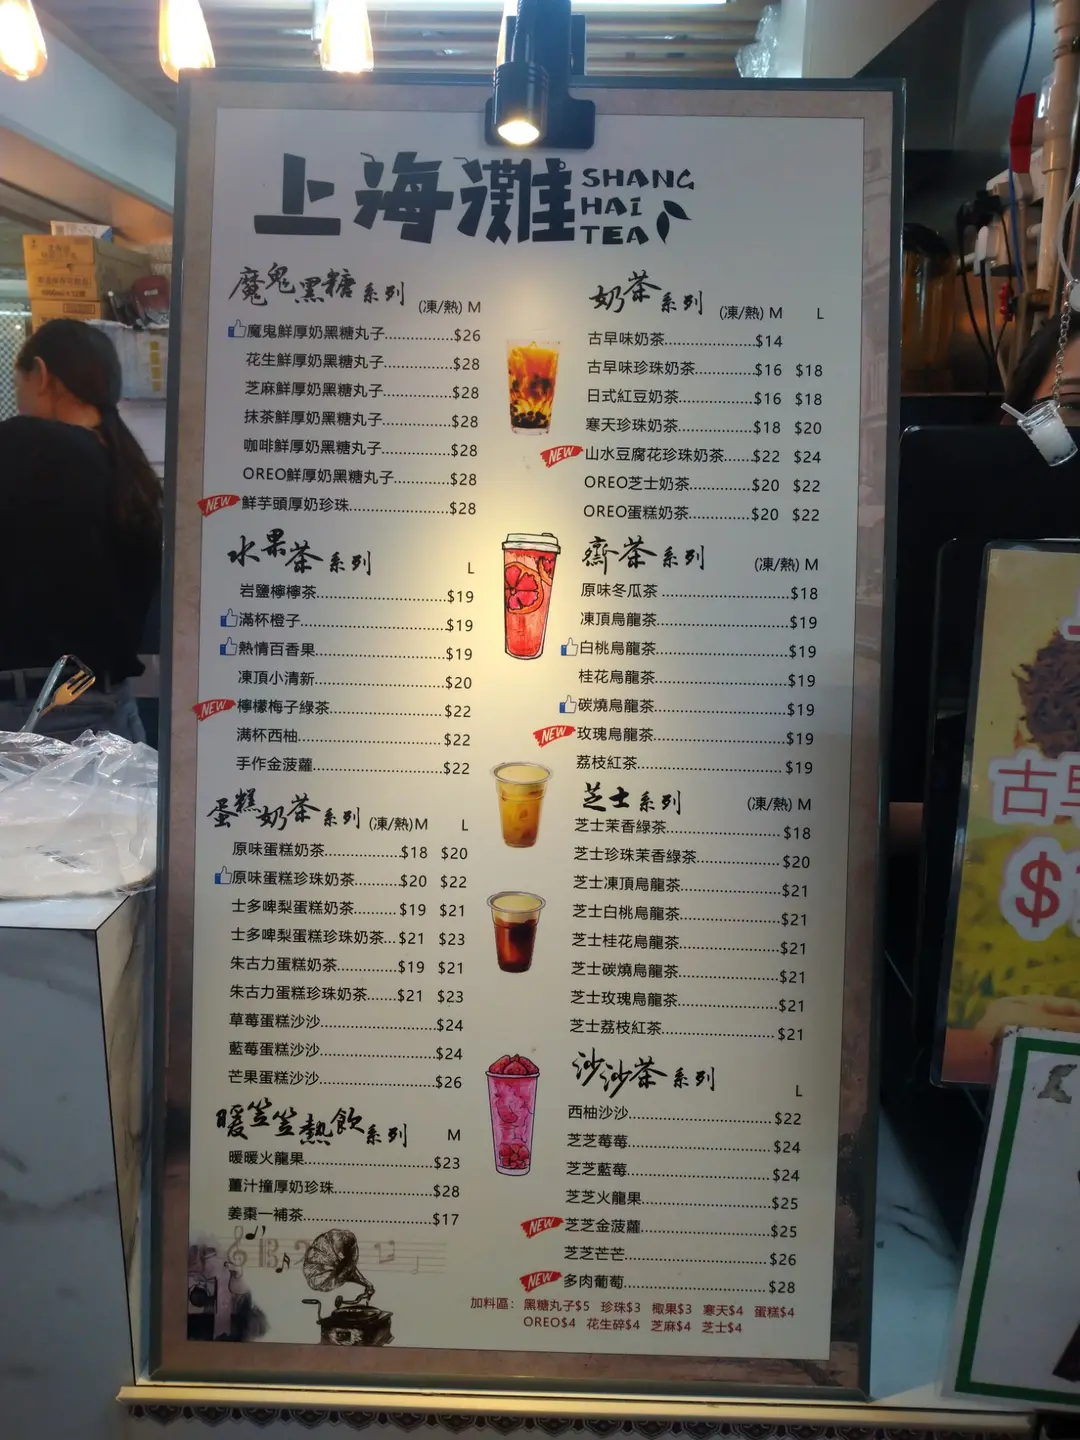 上海灘
SHANG
HAI
TEA
魔鬼黑糖系列 (凍/熱) M
魔鬼鮮厚奶黑糖丸子...............$26
花生鮮厚奶黑糖丸子...............$28
芝麻鮮厚奶黑糖丸子...............$28
抹茶鮮厚奶黑糖丸子...............$28
咖啡鮮厚奶黑糖丸子...............$28
OREO鮮厚奶黑糖丸子.............$28
NEW 鮮芋頭厚奶珍珠...............$28
水果茶系列 L
岩鹽檸檸茶...............$19
滿杯橙子...............$19
熱情百香果...............$19
凍頂小清新...............$20
NEW 檸檬梅子綠茶...............$22
满杯西柚...............$22
手作金菠蘿...............$22
蛋糕奶茶系列 (凍/熱)M L
原味蛋糕奶茶...............$18 $20
原味蛋糕珍珠奶茶.........$20 $22
士多啤梨蛋糕奶茶.........$19 $21
士多啤梨蛋糕珍珠奶茶...$21 $23
朱古力蛋糕奶茶............$19 $21
朱古力蛋糕珍珠奶茶.......$21 $23
草莓蛋糕沙沙...............$24
藍莓蛋糕沙沙...............$24
芒果蛋糕沙沙...............$26
暖笠笠熱飲系列 M
暖暖火龍果...............$23
薑汁撞厚奶珍珠...............$28
姜棗一補茶...............$17
奶茶系列 (凍/熱) M L
古早味奶茶...............$14
古早味珍珠奶茶............$16 $18
日式紅豆奶茶...............$16 $18
寒天珍珠奶茶...............$18 $20
NEW 山水豆腐花珍珠奶茶......$22 $24
OREO芝士奶茶...............$20 $22
OREO蛋糕奶茶...............$20 $22
齋茶系列 (凍/熱) M
原味冬瓜茶...............$18
凍頂烏龍茶...............$19
白桃烏龍茶...............$19
桂花烏龍茶...............$19
碳燒烏龍茶...............$19
NEW 玫瑰烏龍茶...............$19
荔枝紅茶...............$19
芝士系列 (凍/熱) M
芝士茉香綠茶...............$18
芝士珍珠茉香綠茶...............$20
芝士凍頂烏龍茶...............$21
芝士白桃烏龍茶...............$21
芝士桂花烏龍茶...............$21
芝士碳燒烏龍茶...............$21
芝士玫瑰烏龍茶...............$21
芝士荔枝紅茶...............$21
沙沙茶系列 L
西柚沙沙...............$22
芝芝莓莓...............$24
芝芝藍莓...............$24
芝芝火龍果...............$25
NEW 芝芝金菠蘿...............$25
芝芝芒芒...............$26
NEW 多肉葡萄...............$28
加料區：黑糖丸子$5 珍珠$3 椰果$3 寒天$4 蛋糕$4
OREO$4 花生碎$4 芝麻$4 芝士$4
古早
$1